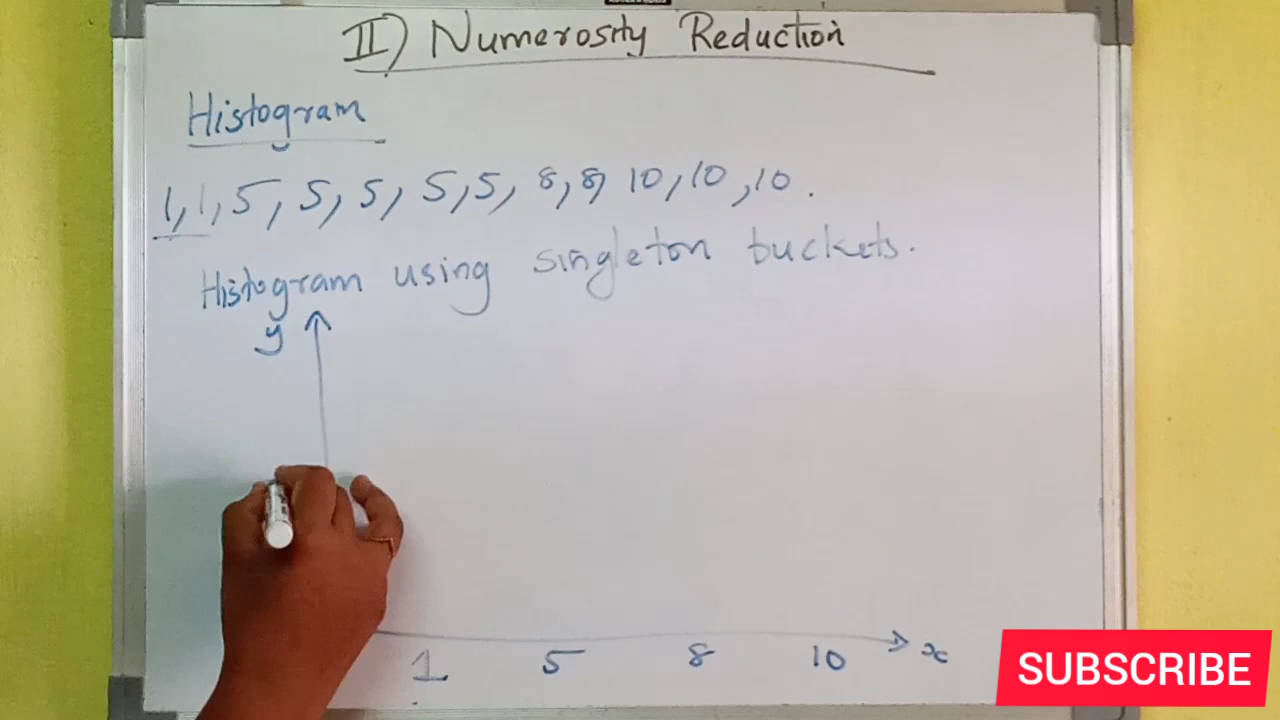 II) Numerosity Reduction
Histogram
1, 1, 5, 5, 5, 5, 5, 8, 8, 10, 10, 10.
Histogram using singleton buckets.
y
1 5 8 10 x
SUBSCRIBE